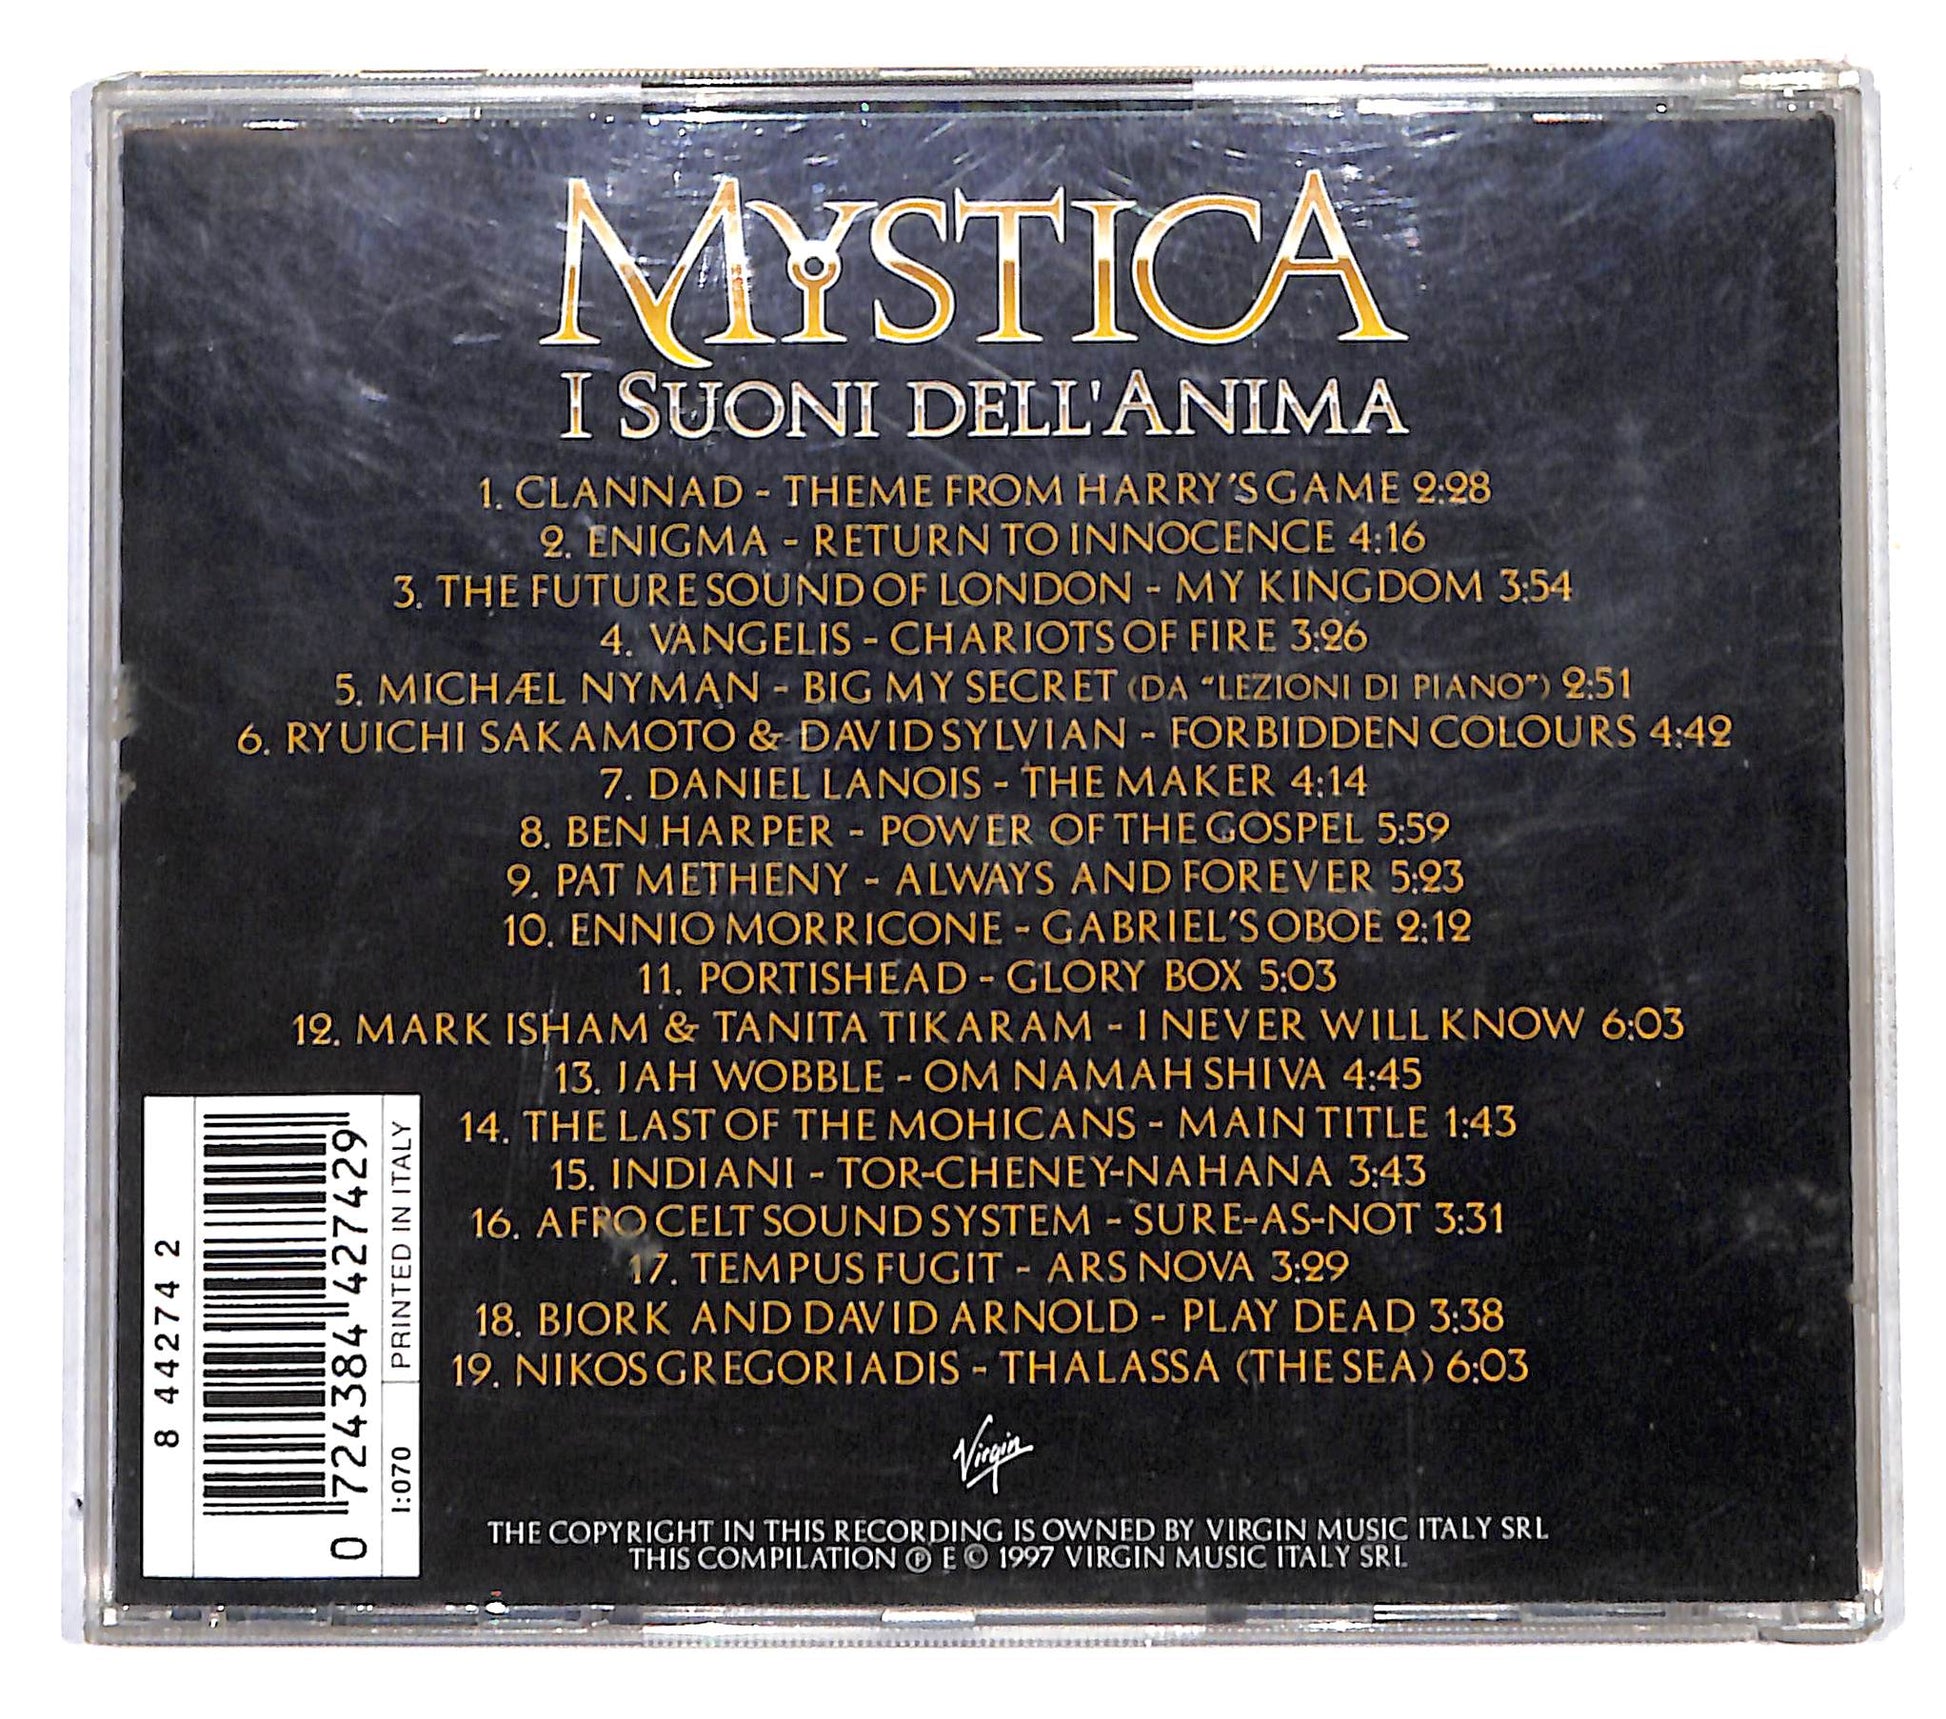 MYSTICA
I SUONI DELL'ANIMA
1. CLANNAD - THEME FROM HARRY'S GAME 2:28
2. ENIGMA - RETURN TO INNOCENCE 4:16
3. THE FUTURE SOUND OF LONDON - MY KINGDOM 3:54
4. VANGELIS - CHARIOTS OF FIRE 3:26
5. MICHÆL NYMAN - BIG MY SECRET (DA "LEZIONI DI PIANO") 2:51
6. RYUICHI SAKAMOTO & DAVID SYLVIAN - FORBIDDEN COLOURS 4:42
7. DANIEL LANOIS - THE MAKER 4:14
8. BEN HARPER - POWER OF THE GOSPEL 5:59
9. PAT METHENY - ALWAYS AND FOREVER 5:23
10. ENNIO MORRICONE - GABRIEL'S OBOE 2:12
11. PORTISHEAD - GLORY BOX 5:03
12. MARK ISHAM & TANITA TIKARAM - I NEVER WILL KNOW 6:03
13. JAH WOBBLE - OM NAMAH SHIVA 4:45
14. THE LAST OF THE MOHICANS - MAIN TITLE 1:43
15. INDIANI - TOR-CHENEY-NAHANA 3:43
16. AFRO CELT SOUND SYSTEM - SURE-AS-NOT 3:31
17. TEMPUS FUGIT - ARS NOVA 3:29
18. BJORK AND DAVID ARNOLD - PLAY DEAD 3:38
19. NIKOS GREGORIADIS - THALASSA (THE SEA) 6:03
8 44274 2
0 724384 427429
PRINTED IN ITALY
I:070
Virgin
THE COPYRIGHT IN THIS RECORDING IS OWNED BY VIRGIN MUSIC ITALY SRL
THIS COMPILATION ℗ E © 1997 VIRGIN MUSIC ITALY SRL